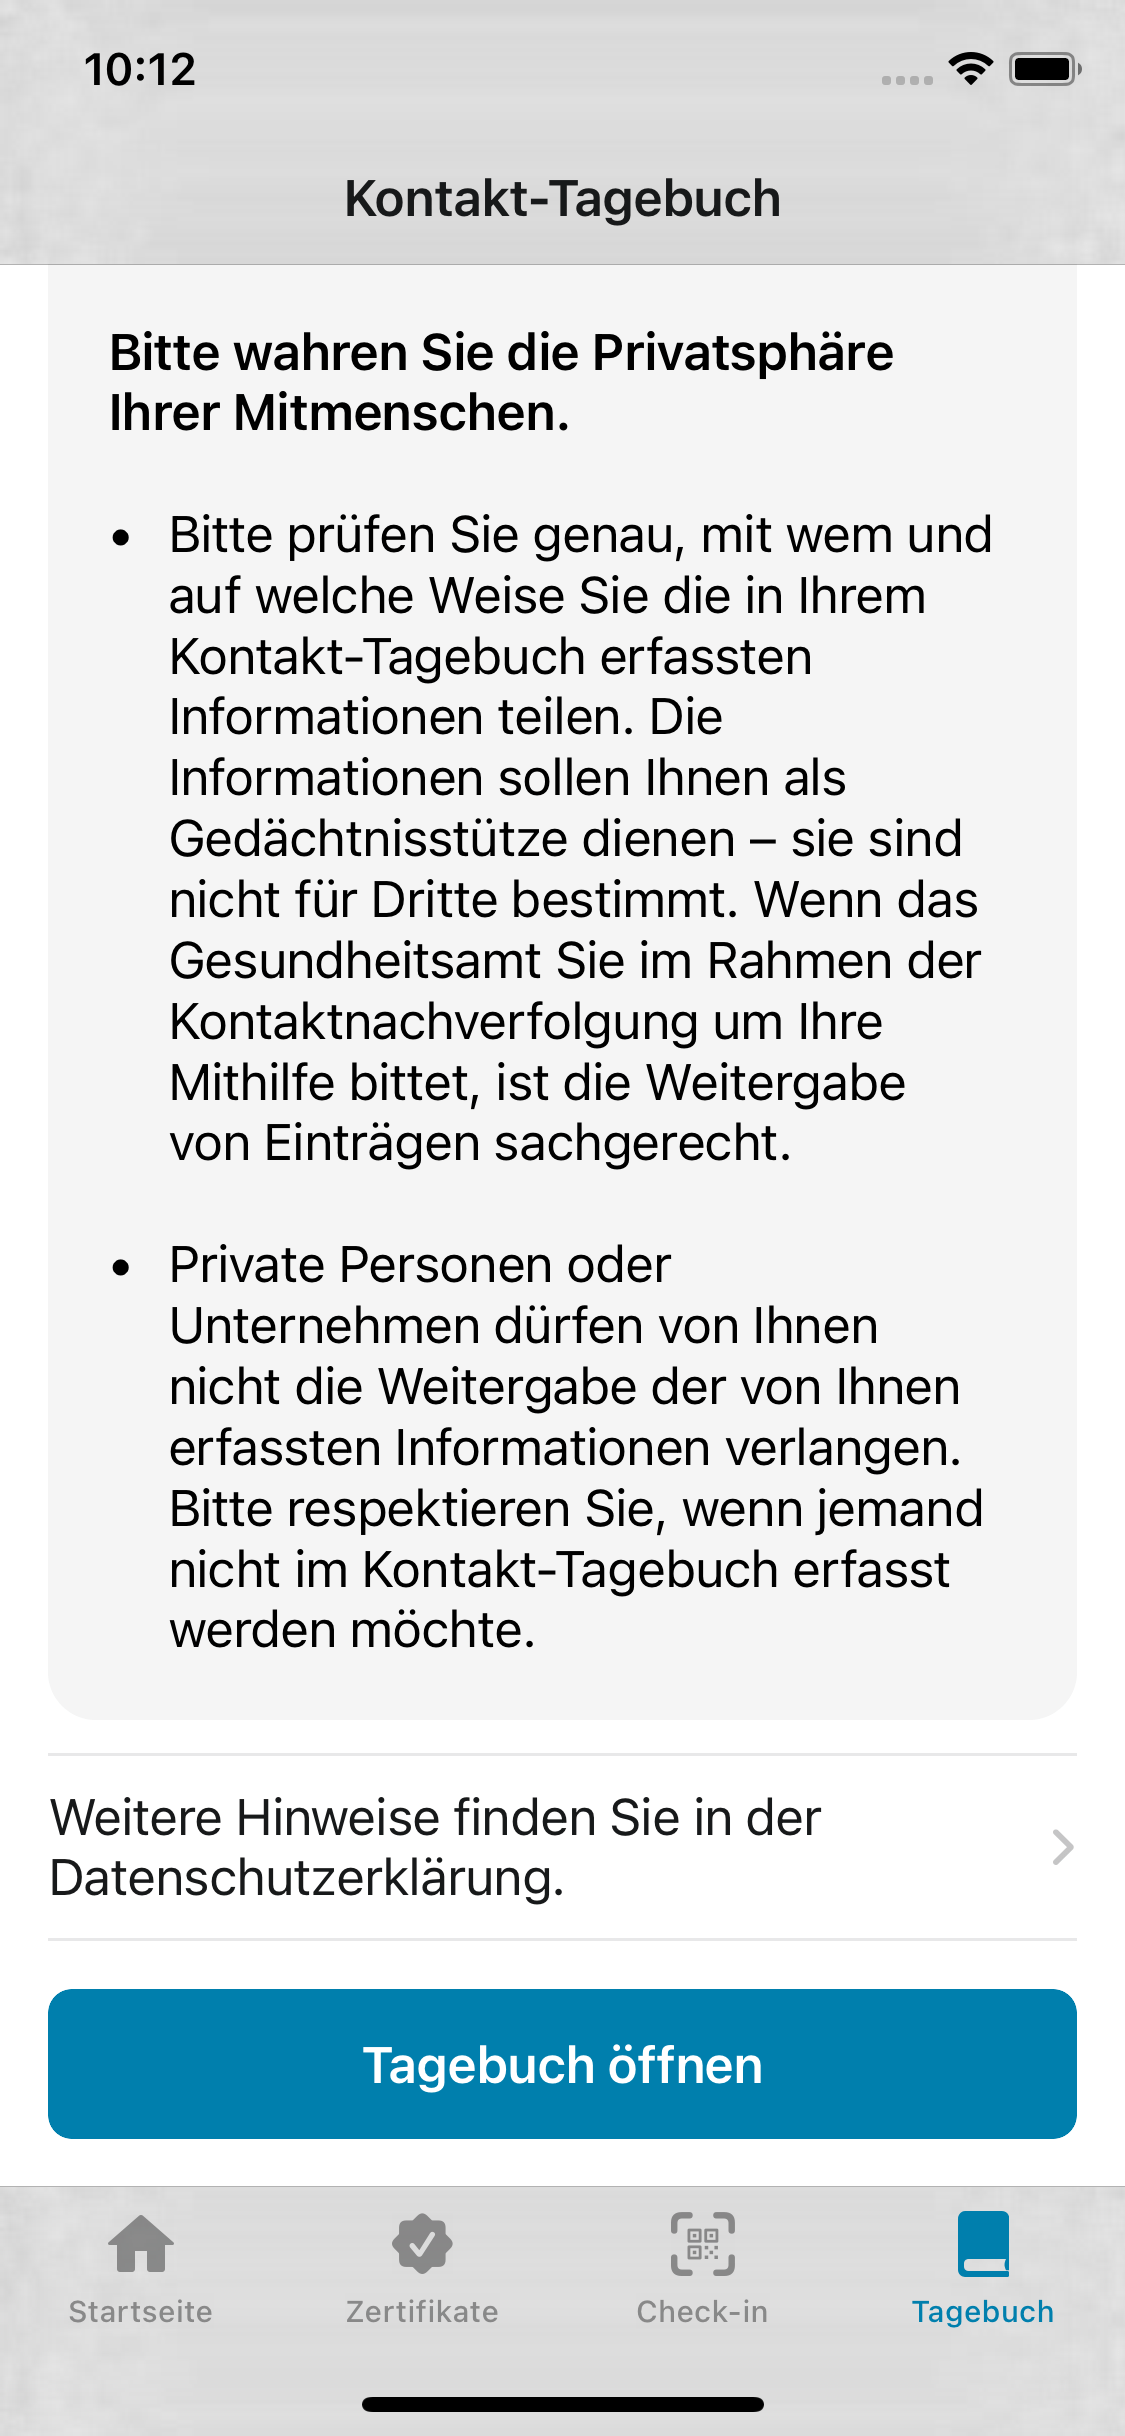 10:12
Kontakt-Tagebuch
Bitte wahren Sie die Privatsphäre
Ihrer Mitmenschen.
• Bitte prüfen Sie genau, mit wem und
auf welche Weise Sie die in Ihrem
Kontakt-Tagebuch erfassten
Informationen teilen. Die
Informationen sollen Ihnen als
Gedächtnisstütze dienen – sie sind
nicht für Dritte bestimmt. Wenn das
Gesundheitsamt Sie im Rahmen der
Kontaktnachverfolgung um Ihre
Mithilfe bittet, ist die Weitergabe
von Einträgen sachgerecht.
• Private Personen oder
Unternehmen dürfen von Ihnen
nicht die Weitergabe der von Ihnen
erfassten Informationen verlangen.
Bitte respektieren Sie, wenn jemand
nicht im Kontakt-Tagebuch erfasst
werden möchte.
Weitere Hinweise finden Sie in der
Datenschutzerklärung.
Tagebuch öffnen
Startseite
Zertifikate
Check-in
Tagebuch